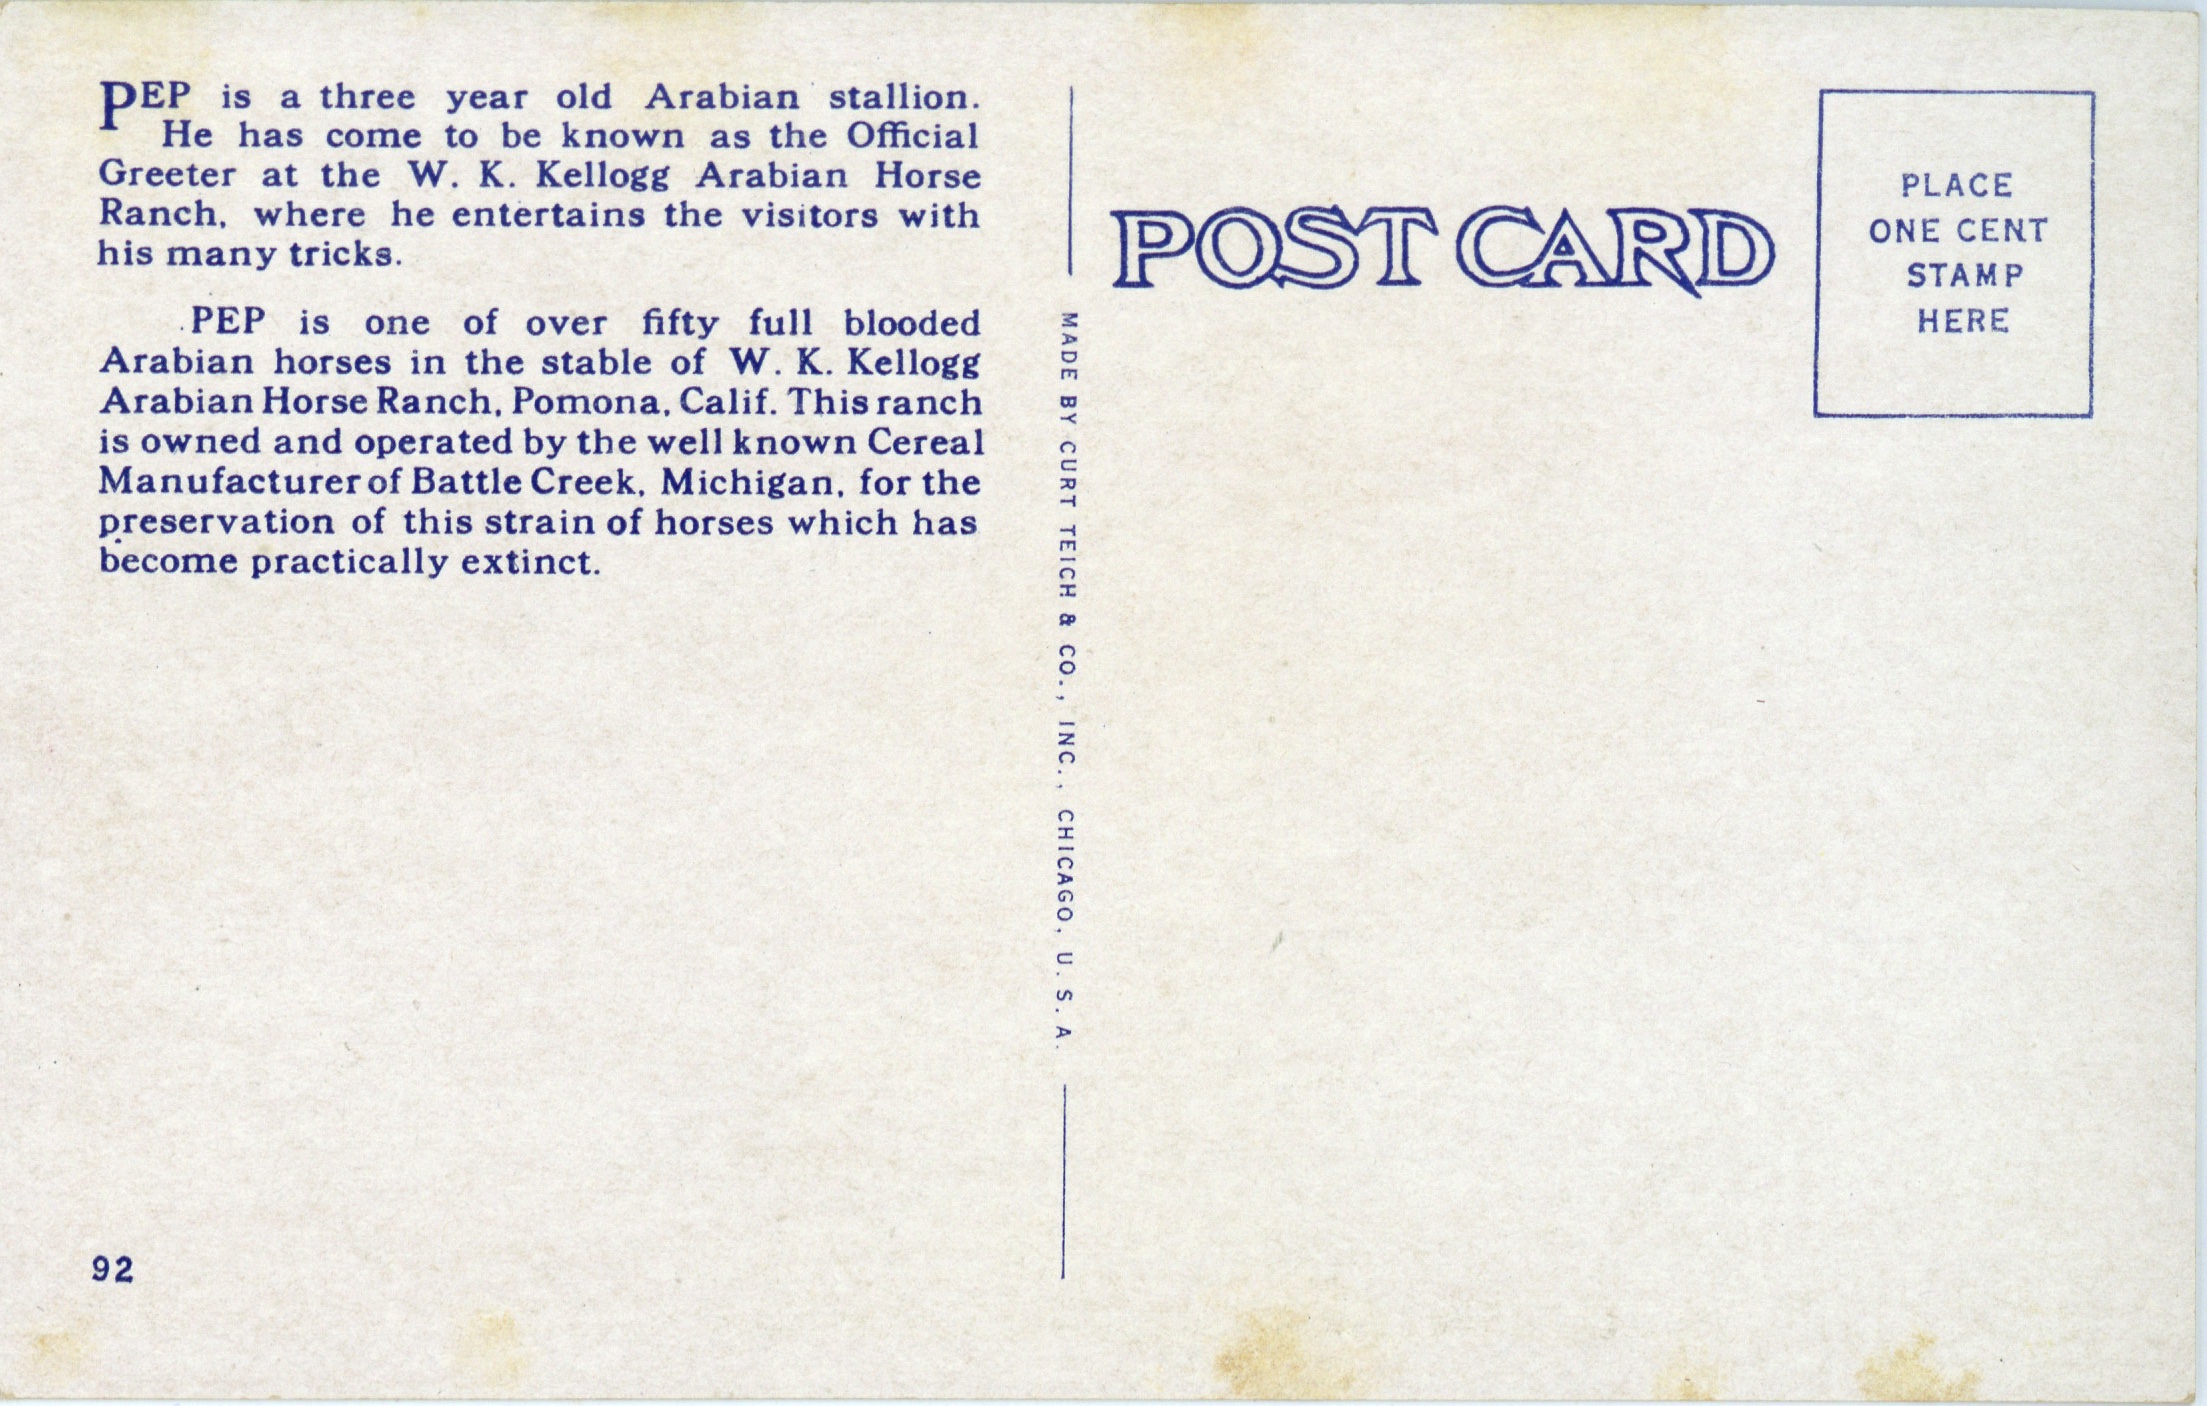 PEP is a three year old Arabian stallion.
He has come to be known as the Official
Greeter at the W. K. Kellogg Arabian Horse
Ranch, where he entertains the visitors with
his many tricks.
PEP is one of over fifty full blooded
Arabian horses in the stable of W. K. Kellogg
Arabian Horse Ranch, Pomona, Calif. This ranch
is owned and operated by the well known Cereal
Manufacturer of Battle Creek, Michigan, for the
preservation of this strain of horses which has
become practically extinct.
92
MADE BY CURT TEICH & CO., INC., CHICAGO, U. S. A.
POST CARD
PLACE
ONE CENT
STAMP
HERE